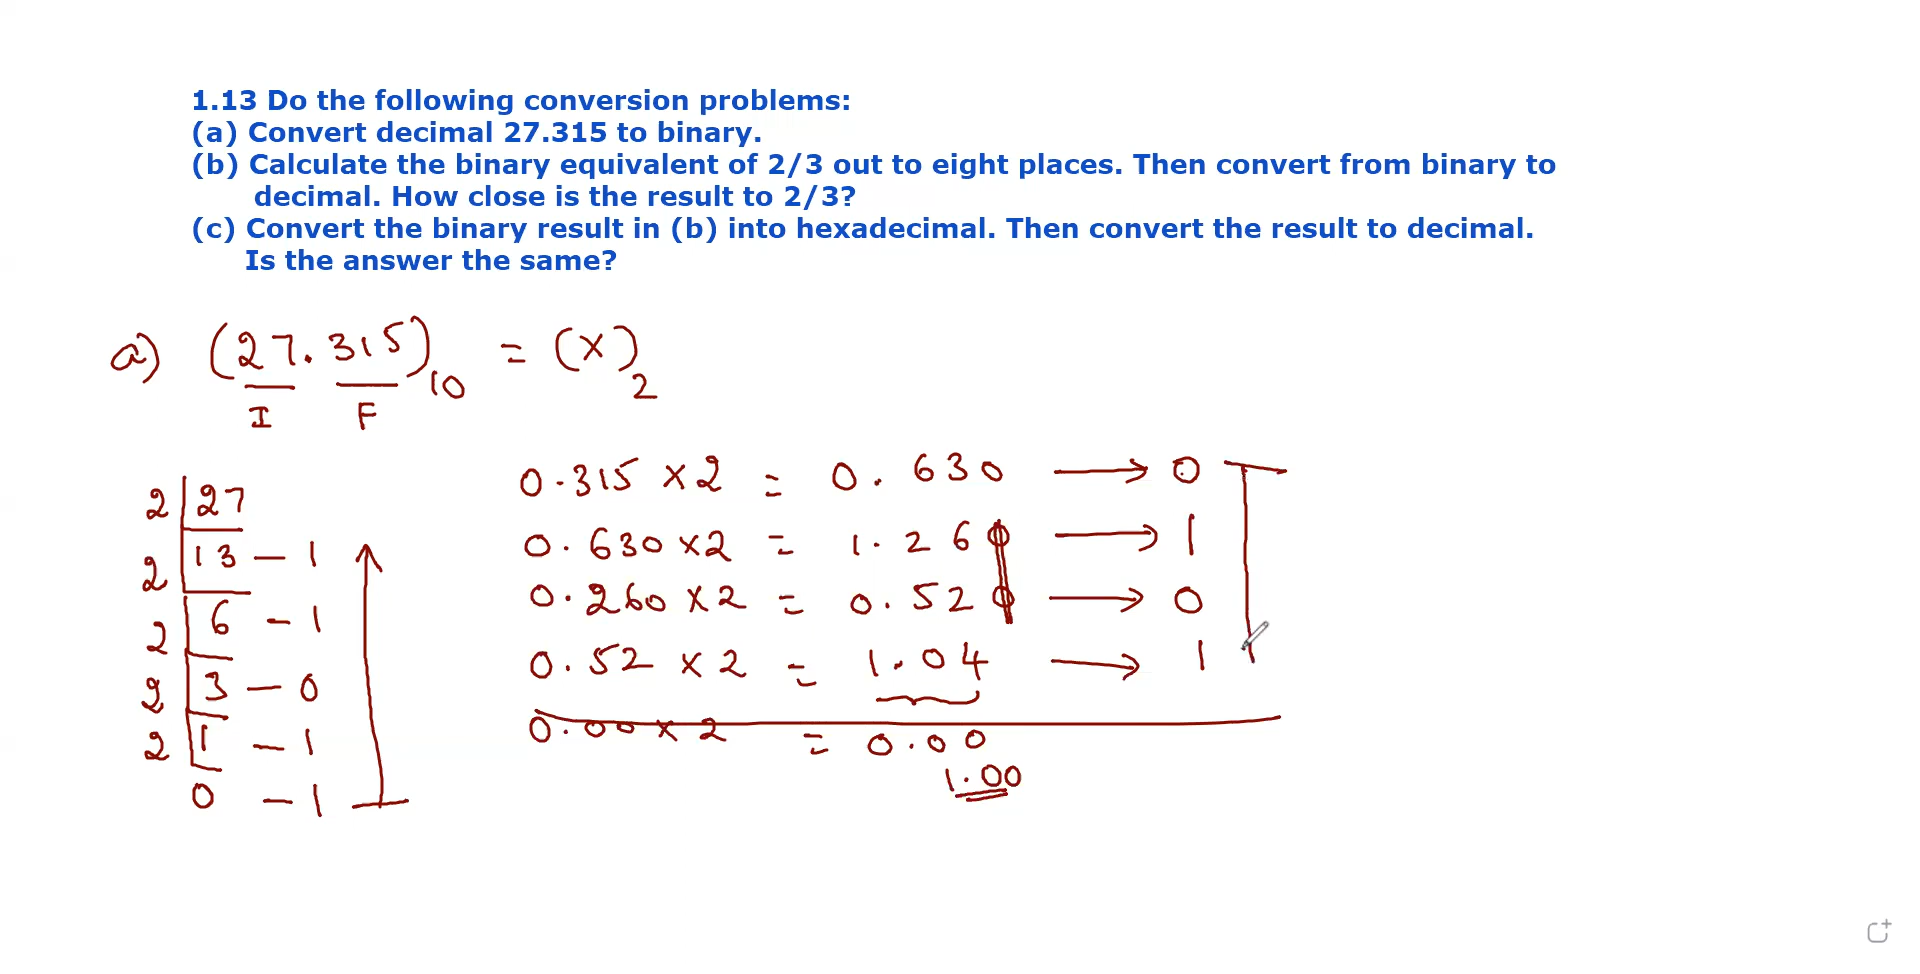 1.13 Do the following conversion problems:
(a) Convert decimal 27.315 to binary.
(b) Calculate the binary equivalent of 2/3 out to eight places. Then convert from binary to
decimal. How close is the result to 2/3?
(c) Convert the binary result in (b) into hexadecimal. Then convert the result to decimal.
Is the answer the same?
a) (27.315)10 = (X)2
I F
2 27
2 13 - 1
2 6 - 1
2 3 - 0
2 1 - 1
0 - 1
0.315 × 2 = 0.630 → 0
0.630 × 2 = 1.260 → 1
0.260 × 2 = 0.520 → 0
0.52 × 2 = 1.04 → 1
0.00 × 2 = 0.00
1.00